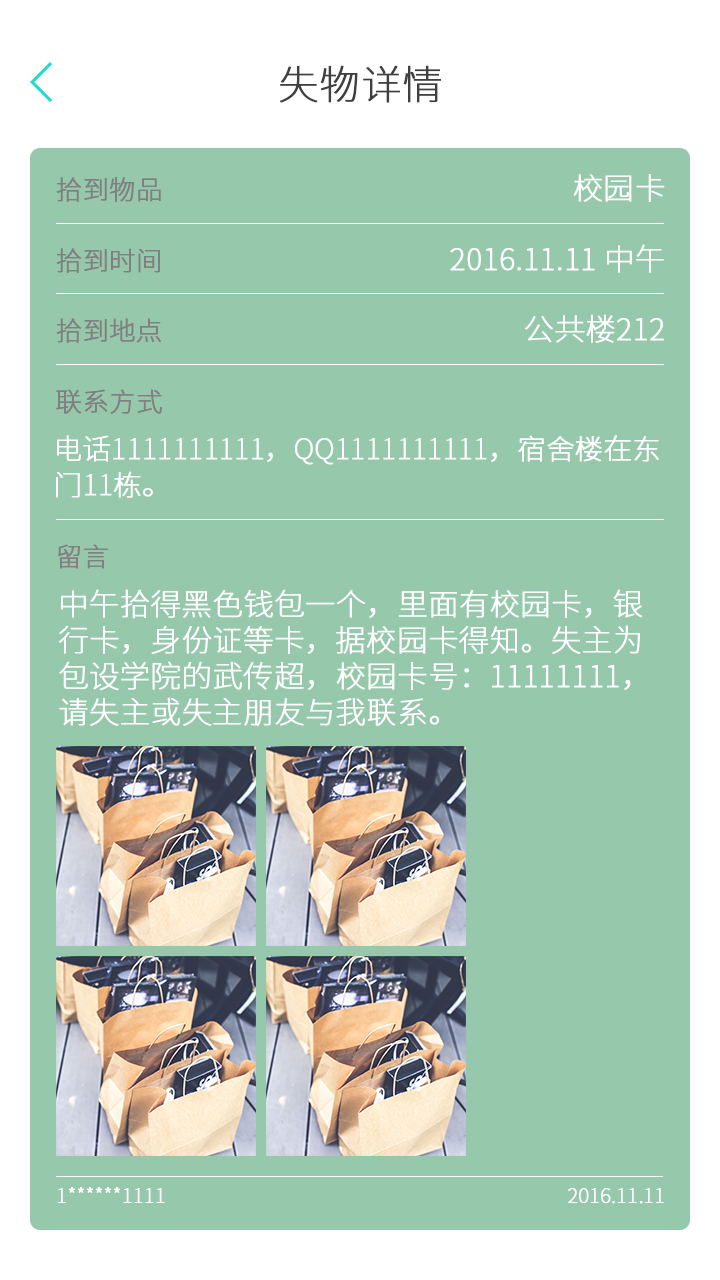 失物详情
拾到物品 校园卡
拾到时间 2016.11.11 中午
拾到地点 公共楼212
联系方式
电话1111111111，QQ1111111111，宿舍楼在东
门11栋。
留言
中午拾得黑色钱包一个，里面有校园卡，银
行卡，身份证等卡，据校园卡得知。失主为
包设学院的武传超，校园卡号：11111111，
请失主或失主朋友与我联系。
1******1111 2016.11.11